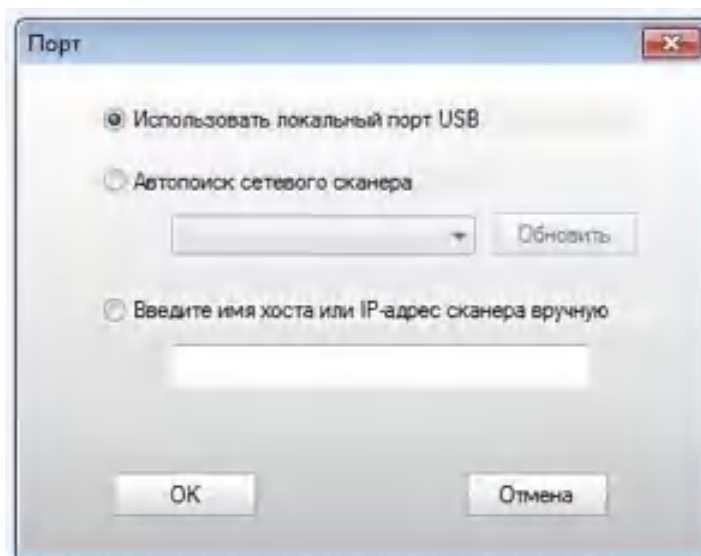 Порт
Использовать локальный порт USB
Автопоиск сетевого сканера
Обновить
Введите имя хоста или IP-адрес сканера вручную
OK
Отмена